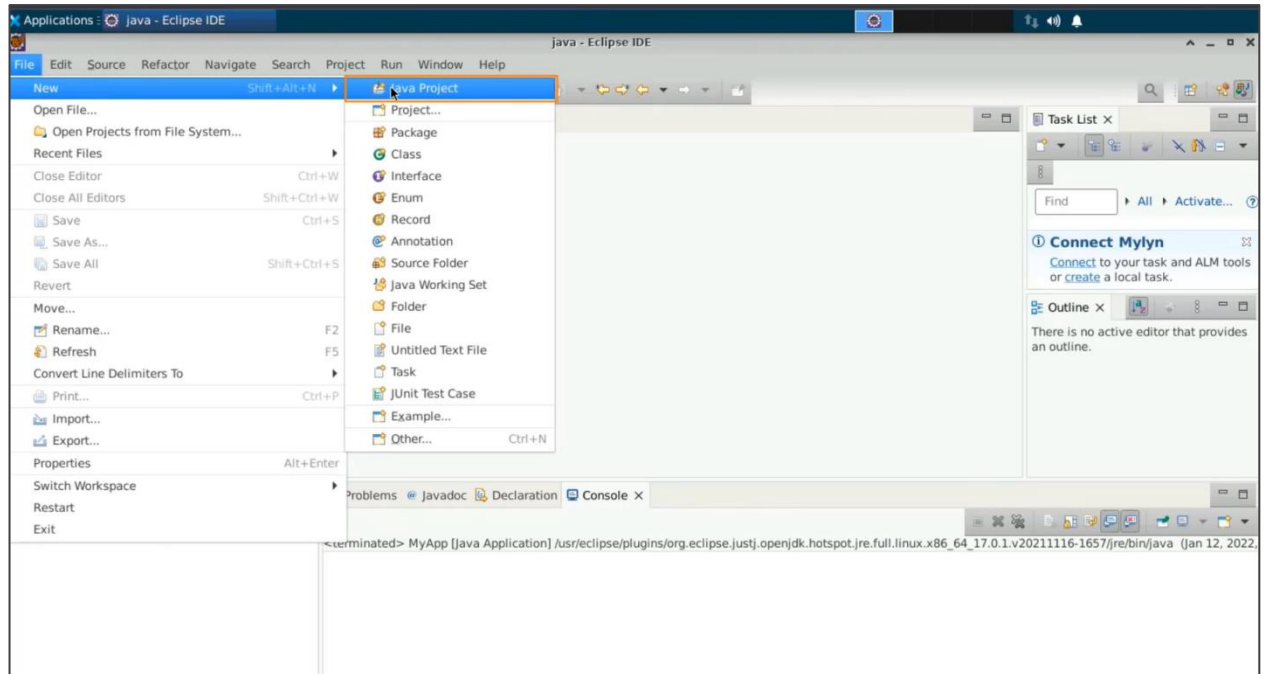 Applications : java - Eclipse IDE
java - Eclipse IDE
File Edit Source Refactor Navigate Search Project Run Window Help
New Shift+Alt+N
Open File...
Open Projects from File System...
Recent Files
Close Editor Ctrl+W
Close All Editors Shift+Ctrl+W
Save Ctrl+S
Save As...
Save All Shift+Ctrl+S
Revert
Move...
Rename... F2
Refresh F5
Convert Line Delimiters To
Print... Ctrl+P
Import...
Export...
Properties Alt+Enter
Switch Workspace
Restart
Exit
Java Project
Project...
Package
Class
Interface
Enum
Record
Annotation
Source Folder
Java Working Set
Folder
File
Untitled Text File
Task
JUnit Test Case
Example...
Other... Ctrl+N
Task List
Find All Activate...
Connect Mylyn
Connect to your task and ALM tools
or create a local task.
Outline
There is no active editor that provides
an outline.
Problems Javadoc Declaration Console
<terminated> MyApp [Java Application] /usr/eclipse/plugins/org.eclipse.justj.openjdk.hotspot.jre.full.linux.x86_64_17.0.1.v20211116-1657/jre/bin/java (Jan 12, 2022,